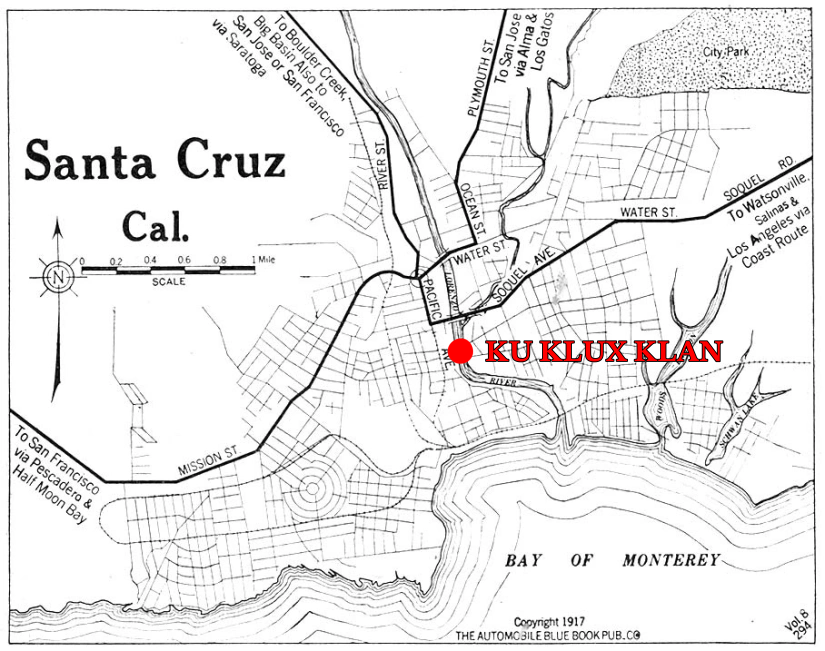 To Boulder Creek,
Big Basin Also to
San Jose or San Francisco
via Saratoga
PLYMOUTH ST.
To San Jose
via Alma &
Los Gatos
City Park
Santa Cruz
Cal.
N
0 0.2 0.4 0.6 0.8 1 Mile
SCALE
RIVER ST.
OCEAN ST.
WATER ST.
WATER ST.
SOQUEL RD.
To Watsonville,
Salinas &
Los Angeles via
Coast Route
SOQUEL AVE.
PACIFIC
AVE.
LORENZO
RIVER
KU KLUX KLAN
WOODS
SCHWAN LAKE
MISSION ST
To San Francisco
via Pescadero &
Half Moon Bay
BAY OF MONTEREY
Copyright 1917
THE AUTOMOBILE BLUE BOOK PUB. CO
Vol. 8
294